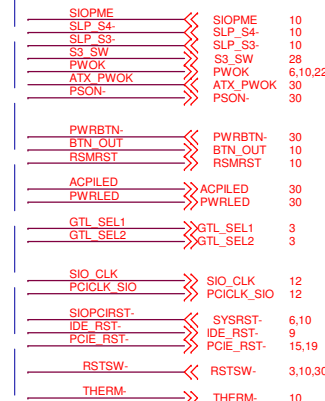 SIOPME SIOPME 10
SLP_S4- SLP_S4- 10
SLP_S3- SLP_S3- 10
S3_SW S3_SW 28
PWOK PWOK 6,10,22
ATX_PWOK ATX_PWOK 30
PSON- PSON- 30
PWRBTN- PWRBTN- 30
BTN_OUT BTN_OUT 10
RSMRST RSMRST 10
ACPILED ACPILED 30
PWRLED PWRLED 30
GTL_SEL1 GTL_SEL1 3
GTL_SEL2 GTL_SEL2 3
SIO_CLK SIO_CLK 12
PCICLK_SIO PCICLK_SIO 12
SIOPCIRST- SYSRST- 6,10
IDE_RST- IDE_RST- 9
PCIE_RST- PCIE_RST- 15,19
RSTSW- RSTSW- 3,10,30
THERM- THERM- 10